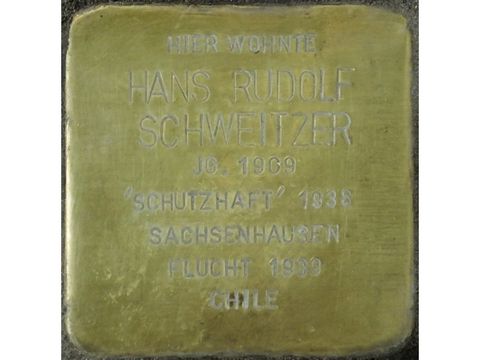 HIER WOHNTE
HANS RUDOLF
SCHWEITZER
JG. 1909
'SCHUTZHAFT' 1938
SACHSENHAUSEN
FLUCHT 1939
CHILE